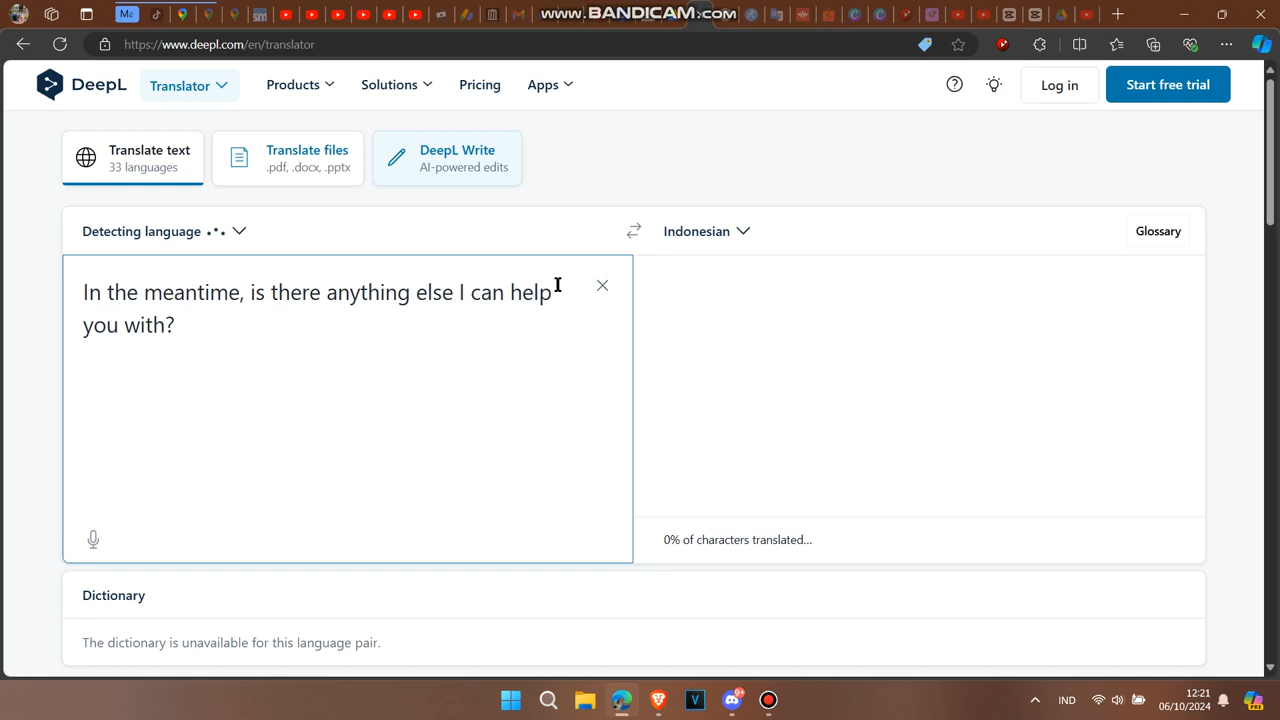 Ma
sm
www.BANDICAM.com
https://www.deepl.com/en/translator
DeepL
Translator
Products
Solutions
Pricing
Apps
Log in
Start free trial
Translate text
33 languages
Translate files
.pdf, .docx, .pptx
DeepL Write
AI-powered edits
Detecting language
Indonesian
Glossary
In the meantime, is there anything else I can help
you with?
0% of characters translated...
Dictionary
The dictionary is unavailable for this language pair.
IND
12:21
06/10/2024